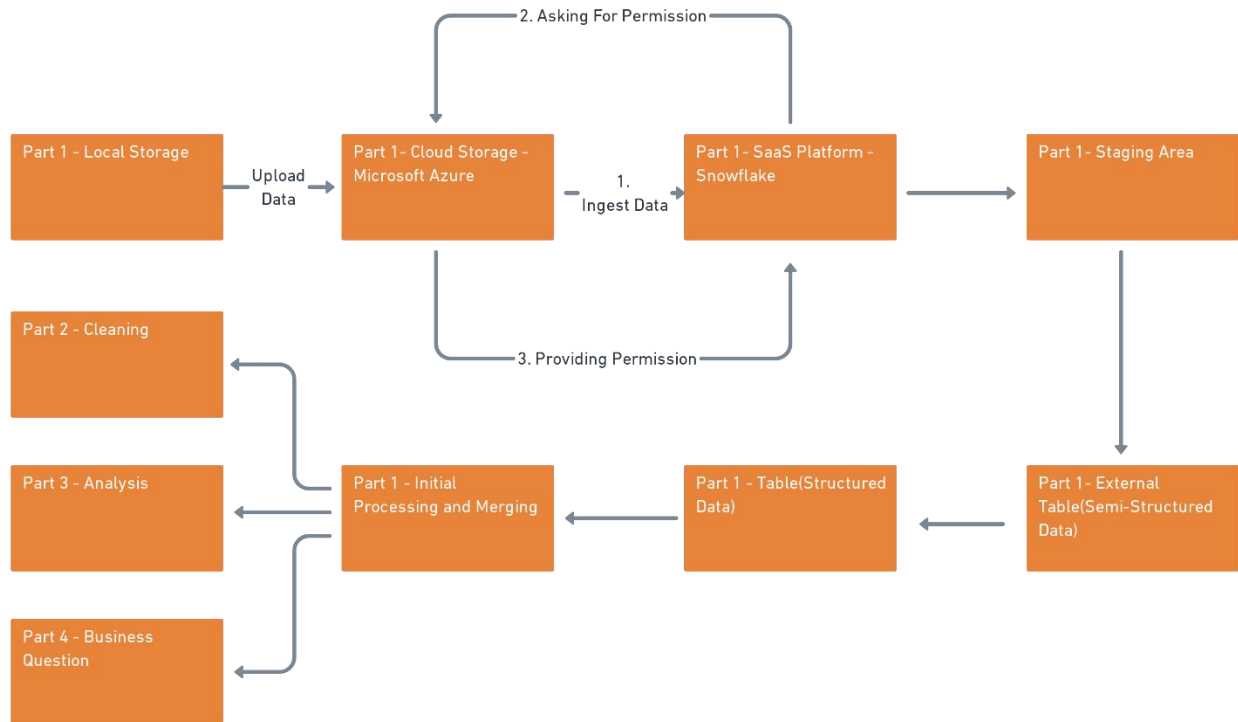 2. Asking For Permission
Part 1 - Local Storage
Upload
Data
Part 1- Cloud Storage -
Microsoft Azure
1.
Ingest Data
Part 1- SaaS Platform -
Snowflake
Part 1- Staging Area
Part 2 - Cleaning
3. Providing Permission
Part 3 - Analysis
Part 1 - Initial
Processing and Merging
Part 1 - Table(Structured
Data)
Part 1- External
Table(Semi-Structured
Data)
Part 4 - Business
Question